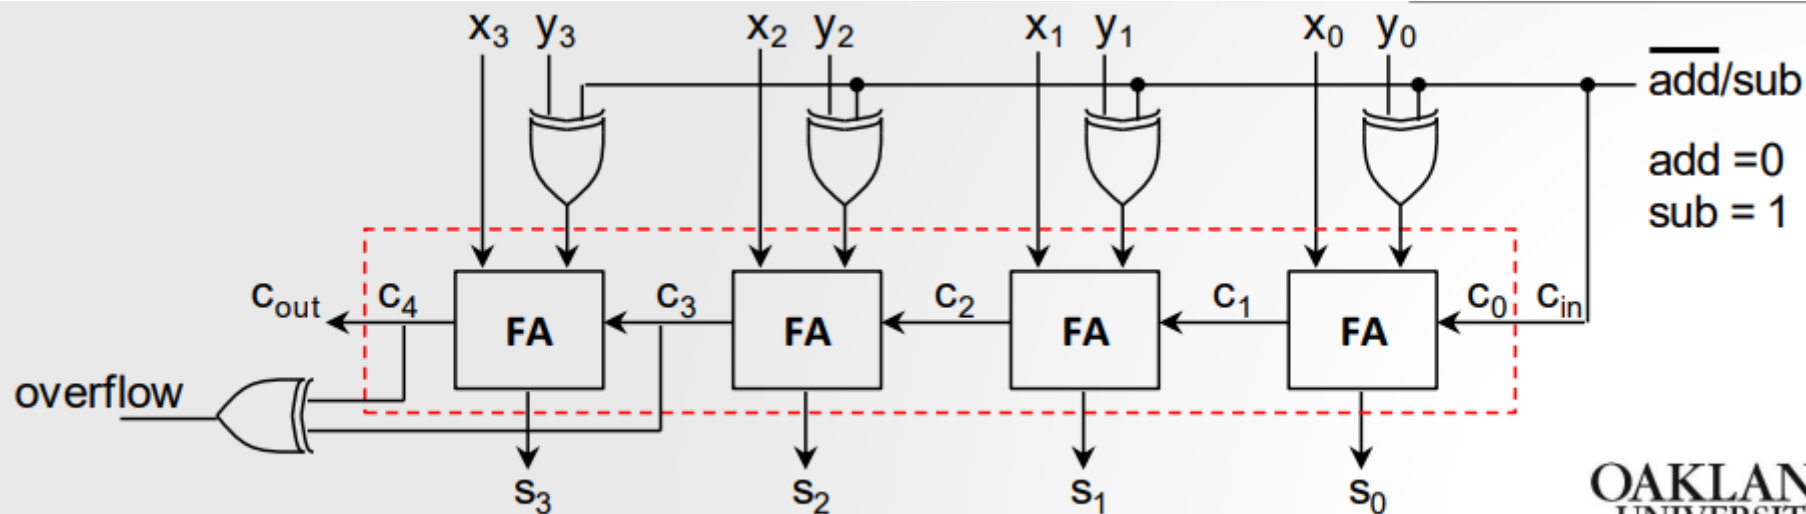 x₃ y₃ x₂ y₂ x₁ y₁ x₀ y₀
a̅d̅d̅/sub
add =0
sub = 1
cout c₄ c₃ c₂ c₁ c₀ cin
FA FA FA FA
overflow
s₃ s₂ s₁ s₀
OAKLAN